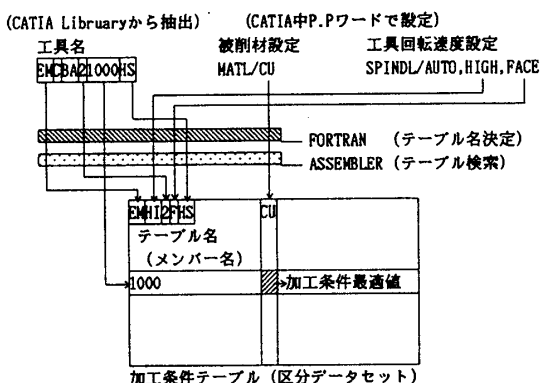 (CATIA Libruaryから抽出)
(CATIA中P.Pワードで設定)
工具名
被削材設定
工具回転速度設定
EMCBA21000HS
MATL/CU
SPINDL/AUTO,HIGH,FACE
FORTRAN (テーブル名決定)
ASSEMBLER (テーブル検索)
EMHI2FHS
CU
テーブル名
(メンバー名)
1000
加工条件最適値
加工条件テーブル(区分データセット)